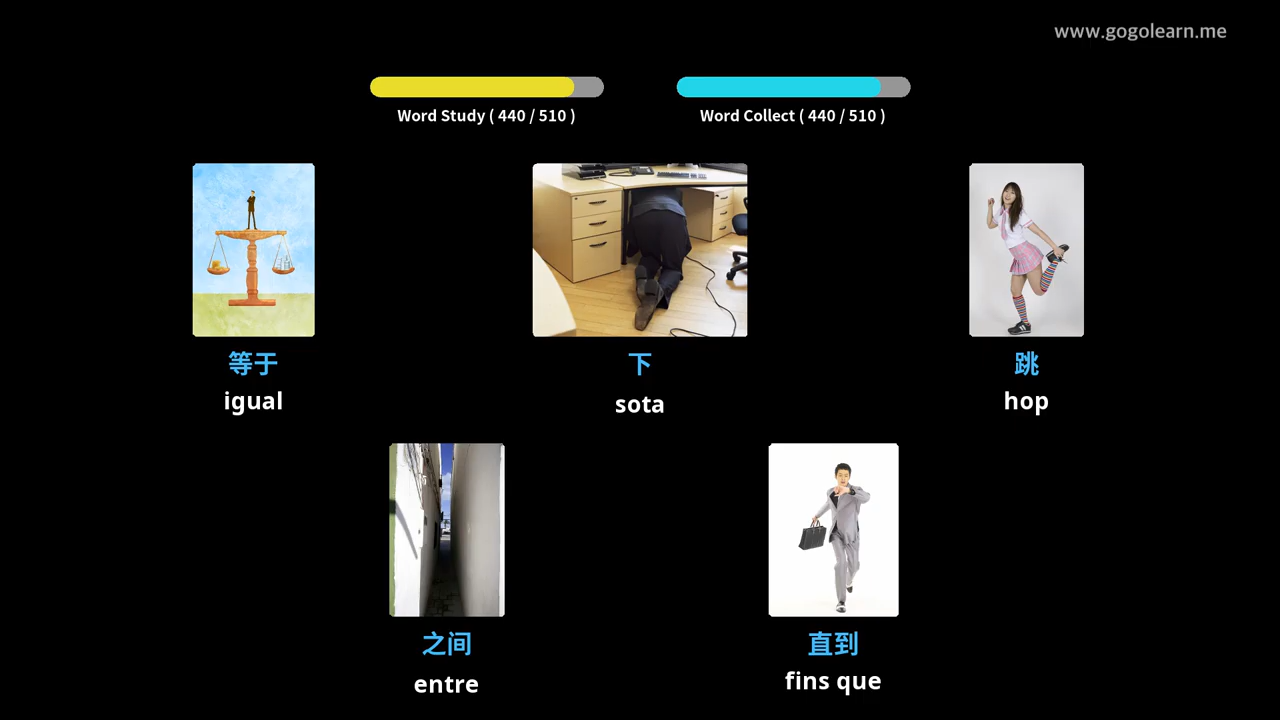 www.gogolearn.me
Word Study ( 440 / 510 )
Word Collect ( 440 / 510 )
等于
igual
下
sota
跳
hop
之间
entre
直到
fins que